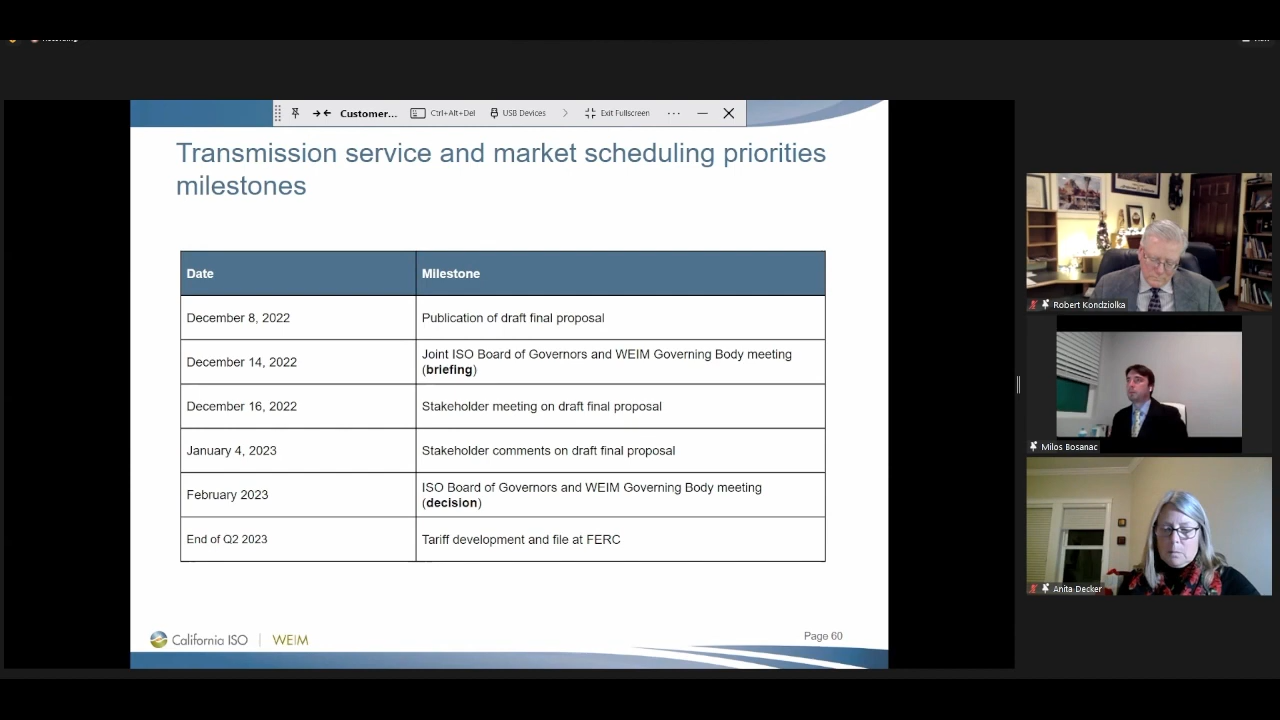 Customer...
Ctrl+Alt+Del
USB Devices
Exit Fullscreen
Transmission service and market scheduling priorities
milestones
Date
Milestone
December 8, 2022
Publication of draft final proposal
December 14, 2022
Joint ISO Board of Governors and WEIM Governing Body meeting
(briefing)
December 16, 2022
Stakeholder meeting on draft final proposal
January 4, 2023
Stakeholder comments on draft final proposal
February 2023
ISO Board of Governors and WEIM Governing Body meeting
(decision)
End of Q2 2023
Tariff development and file at FERC
California ISO
WEIM
Page 60
Robert Kondziolka
Milos Bosanac
Anita Decker